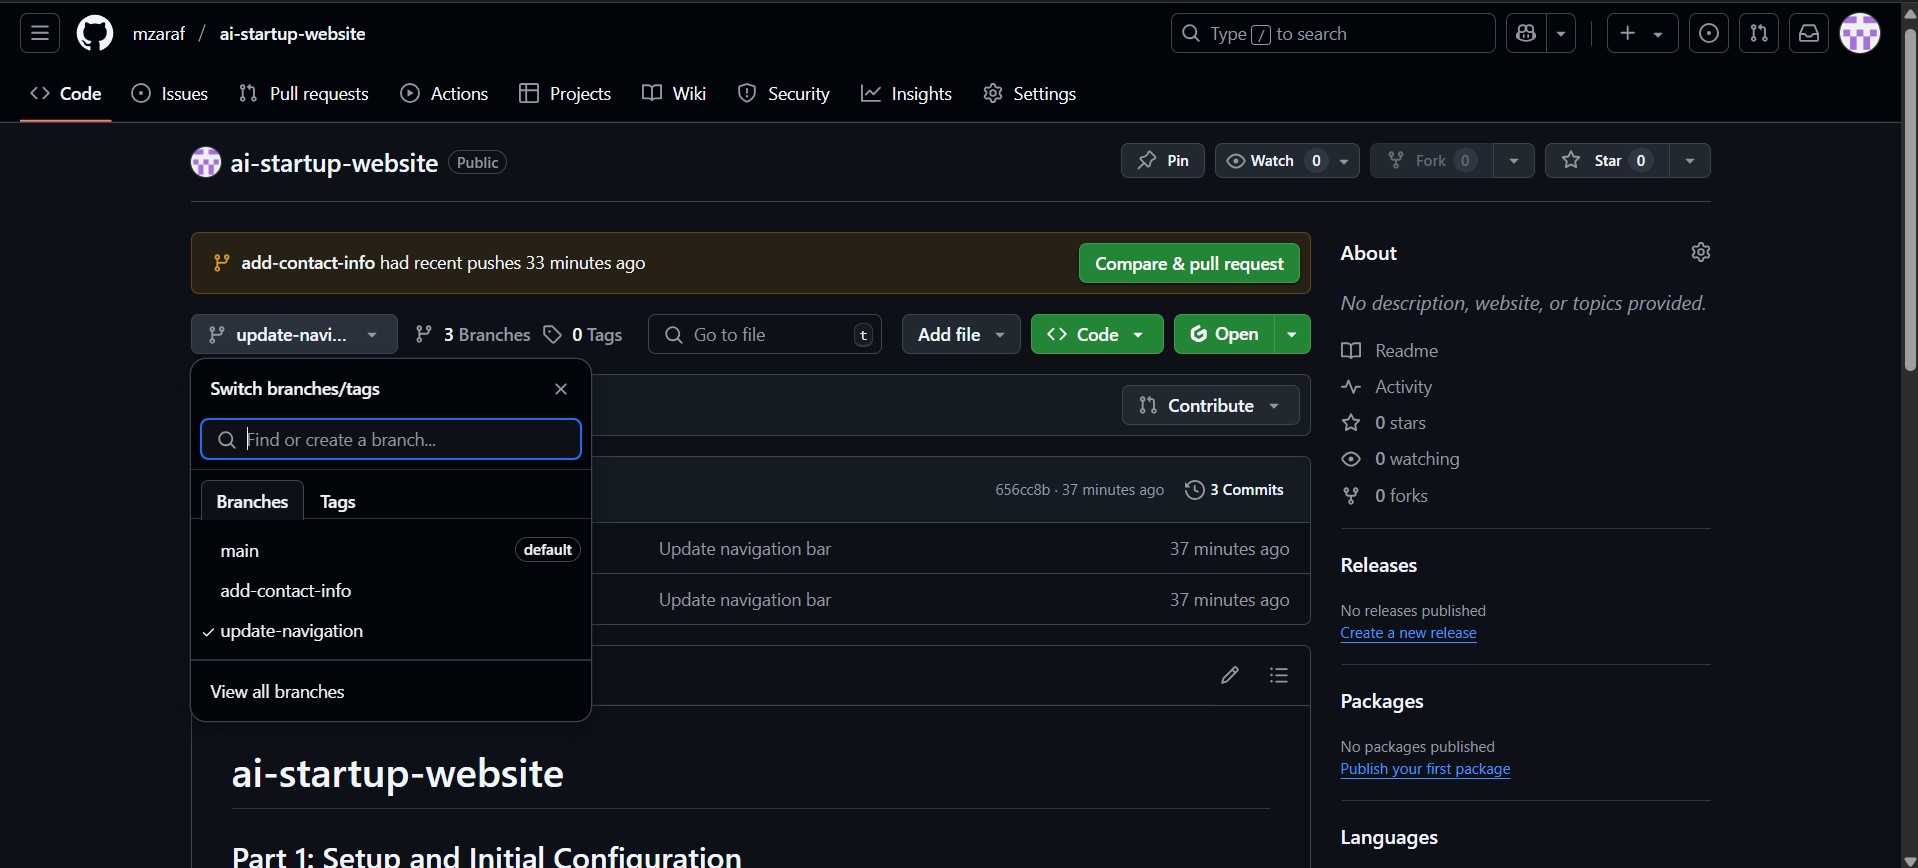 mzaraf / ai-startup-website
Type / to search
Code
Issues
Pull requests
Actions
Projects
Wiki
Security
Insights
Settings
ai-startup-website Public
Pin
Watch 0
Fork 0
Star 0
add-contact-info had recent pushes 33 minutes ago
Compare & pull request
update-navi...
3 Branches
0 Tags
Go to file t
Add file
Code
Open
Switch branches/tags
Find or create a branch...
Branches
Tags
main default
add-contact-info
update-navigation
View all branches
Contribute
656cc8b · 37 minutes ago
3 Commits
Update navigation bar 37 minutes ago
Update navigation bar 37 minutes ago
ai-startup-website
Part 1: Setup and Initial Configuration
About
No description, website, or topics provided.
Readme
Activity
0 stars
0 watching
0 forks
Releases
No releases published
Create a new release
Packages
No packages published
Publish your first package
Languages